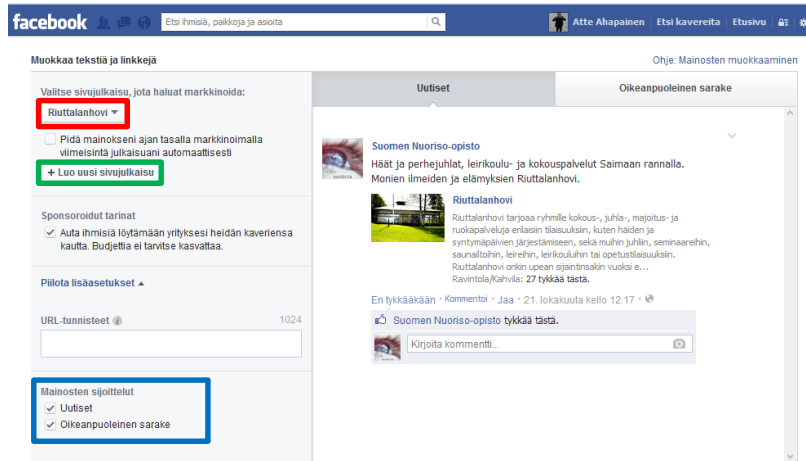 facebook
Etsi ihmisiä, paikkoja ja asioita
Atte Ahapainen
Etsi kavereita
Etusivu
Muokkaa tekstiä ja linkkejä
Ohje: Mainosten muokkaaminen
Valitse sivujulkaisu, jota haluat markkinoida:
Riuttalanhovi
Pidä mainokseni ajan tasalla markkinoimalla
viimeisintä julkaisuani automaattisesti
+ Luo uusi sivujulkaisu
Sponsoroidut tarinat
Auta ihmisiä löytämään yrityksesi heidän kaveriensa
kautta. Budjettia ei tarvitse kasvattaa.
Piilota lisäasetukset
URL-tunnisteet
1024
Mainosten sijoittelut
Uutiset
Oikeanpuoleinen sarake
Uutiset
Oikeanpuoleinen sarake
Suomen Nuoriso-opisto
Häät ja perhejuhlat, leirikoulu- ja kokouspalvelut Saimaan rannalla.
Monien ilmeiden ja elämyksien Riuttalanhovi.
Riuttalanhovi
Riuttalanhovi tarjoaa ryhmille kokous-, juhla-, majoitus- ja
ruokapalveluja erilaisiin tilaisuuksiin, kuten häiden ja
syntymäpäivien järjestämiseen, sekä muihin juhliin, seminaareihin,
saunailtoihin, leireihin, leirikouluihin tai opetustilaisuuksiin.
Riuttalanhovi onkin upean sijaintinsakin vuoksi e...
Ravintola/Kahvila: 27 tykkää tästä.
En tykkääkään · Kommentoi · Jaa · 21. lokakuuta kello 12:17 ·
Suomen Nuoriso-opisto tykkää tästä.
Kirjoita kommentti...